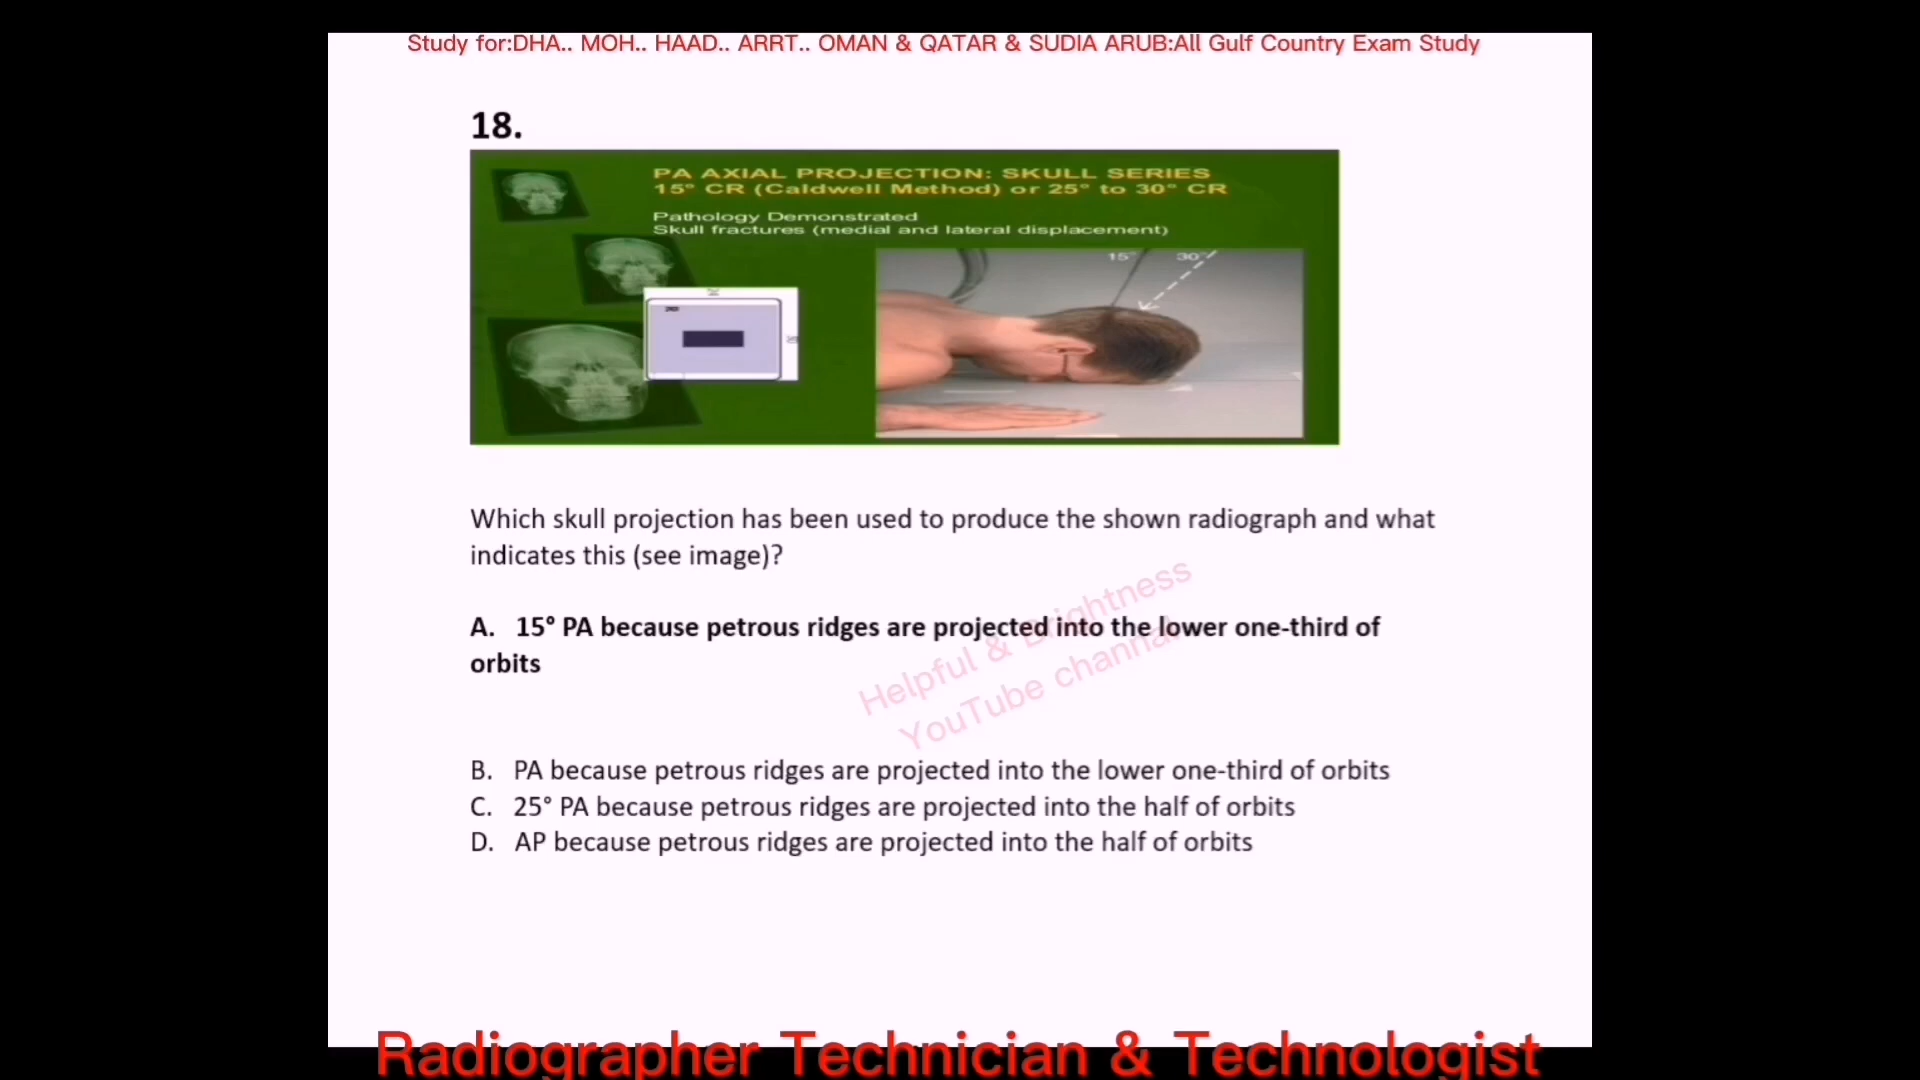 Study for:DHA.. MOH.. HAAD.. ARRT.. OMAN & QATAR & SUDIA ARUB:All Gulf Country Exam Study
18.
PA AXIAL PROJECTION: SKULL SERIES
15° CR (Caldwell Method) or 25° to 30° CR
Pathology Demonstrated
Skull fractures (medial and lateral displacement)
15° 30°
Which skull projection has been used to produce the shown radiograph and what
indicates this (see image)?
A. 15° PA because petrous ridges are projected into the lower one-third of
orbits
Helpful & Brightness
YouTube channal
B. PA because petrous ridges are projected into the lower one-third of orbits
C. 25° PA because petrous ridges are projected into the half of orbits
D. AP because petrous ridges are projected into the half of orbits
Radiographer Technician & Technologist